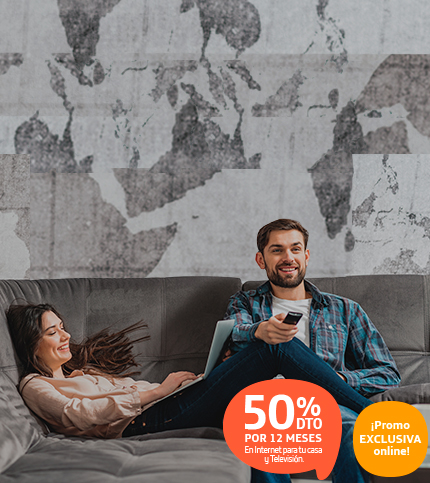 50%
DTO
POR 12 MESES
En Internet para tu casa
y Televisión.
¡Promo
EXCLUSIVA
online!